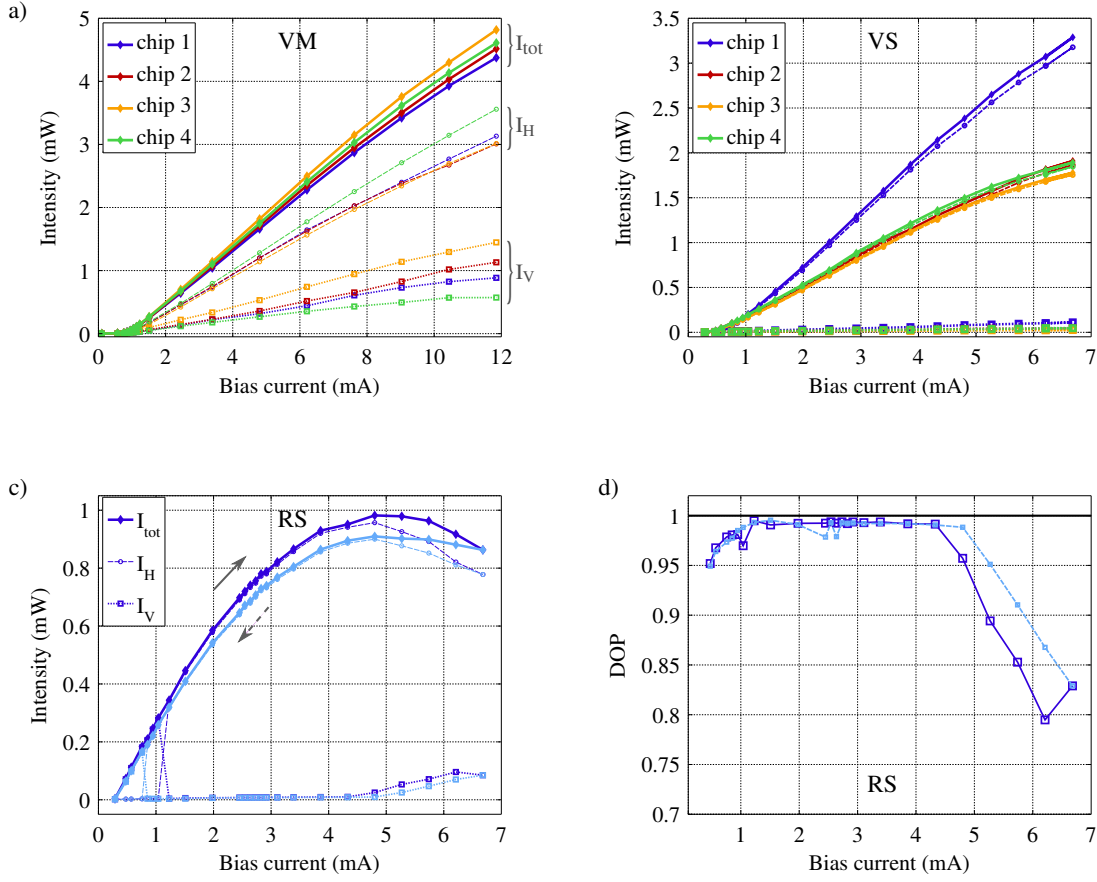 a)
VM
chip 1
chip 2
chip 3
chip 4
I_tot
I_H
I_V
5
4
3
2
1
0
Intensity (mW)
0 2 4 6 8 10 12
Bias current (mA)
VS
chip 1
chip 2
chip 3
chip 4
3.5
3
2.5
2
1.5
1
0.5
0
Intensity (mW)
0 1 2 3 4 5 6 7
Bias current (mA)
c)
RS
I_tot
I_H
I_V
1
0.8
0.6
0.4
0.2
0
Intensity (mW)
0 1 2 3 4 5 6 7
Bias current (mA)
d)
1
0.95
0.9
0.85
0.8
0.75
0.7
DOP
RS
1 2 3 4 5 6 7
Bias current (mA)